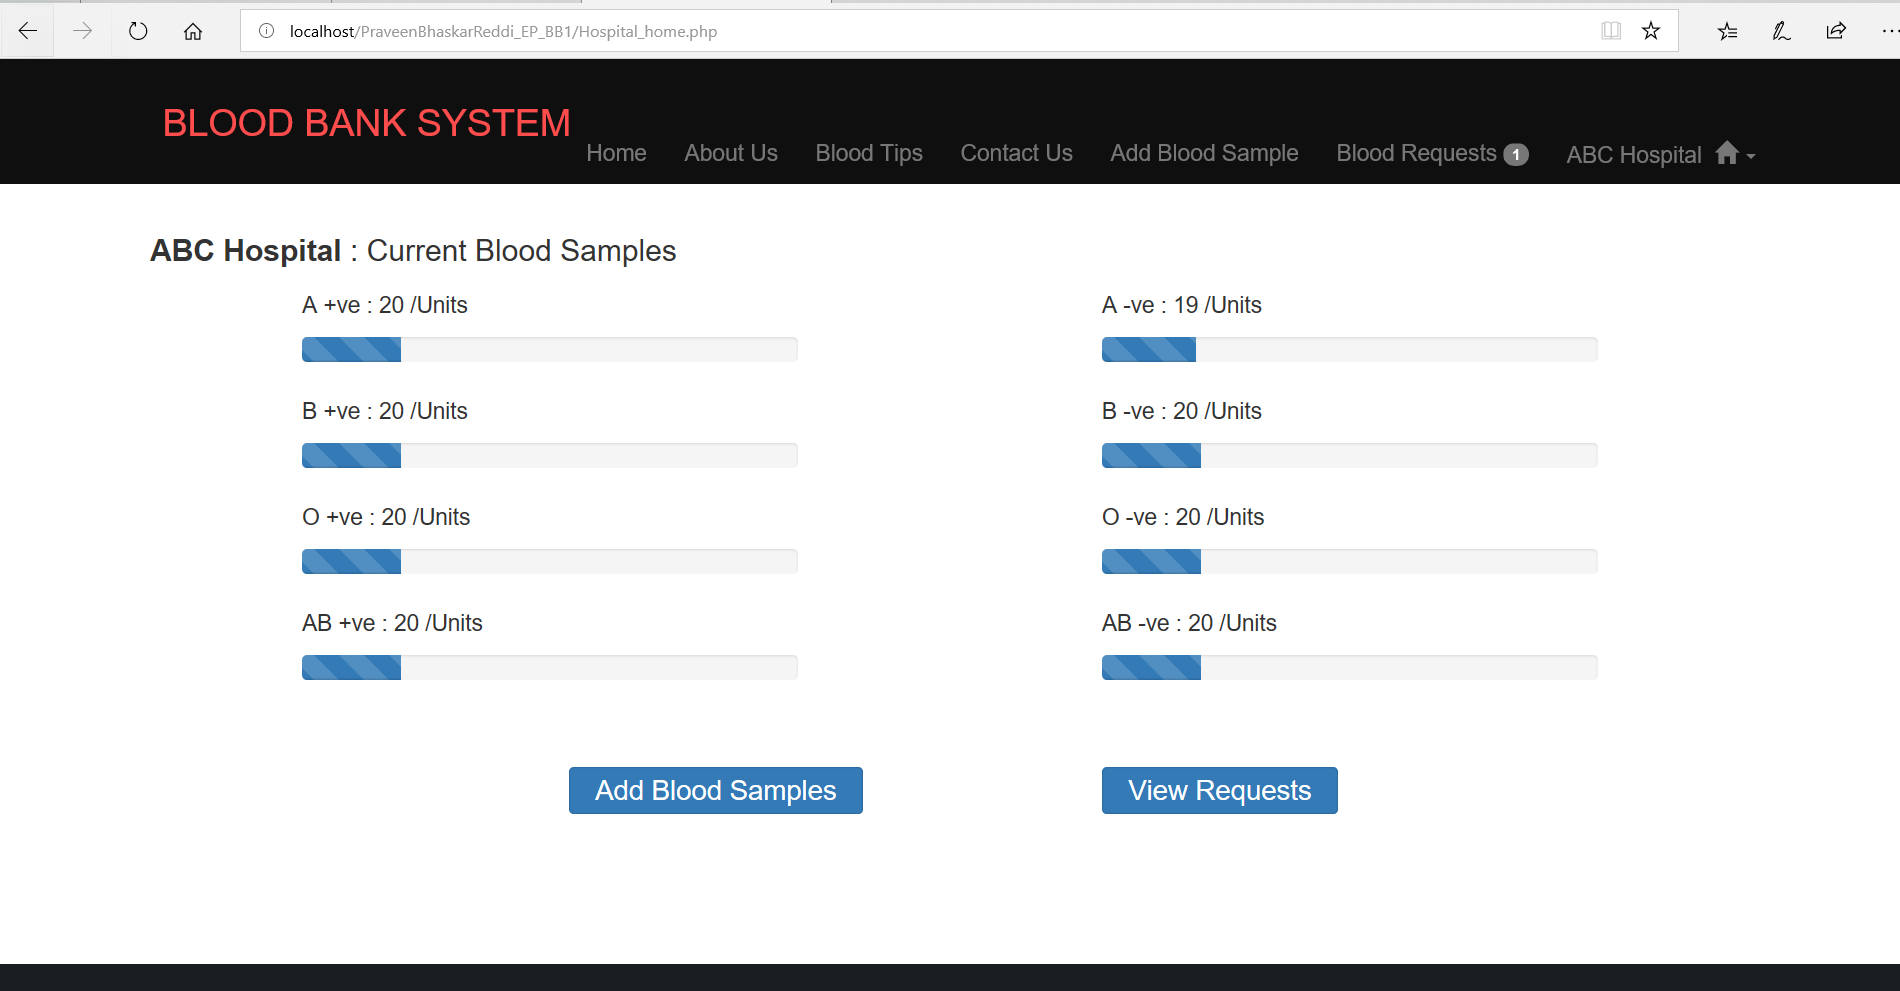 localhost/PraveenBhaskarReddi_EP_BB1/Hospital_home.php
BLOOD BANK SYSTEM
Home About Us Blood Tips Contact Us Add Blood Sample Blood Requests 1 ABC Hospital
ABC Hospital : Current Blood Samples
A +ve : 20 /Units A -ve : 19 /Units
B +ve : 20 /Units B -ve : 20 /Units
O +ve : 20 /Units O -ve : 20 /Units
AB +ve : 20 /Units AB -ve : 20 /Units
Add Blood Samples View Requests